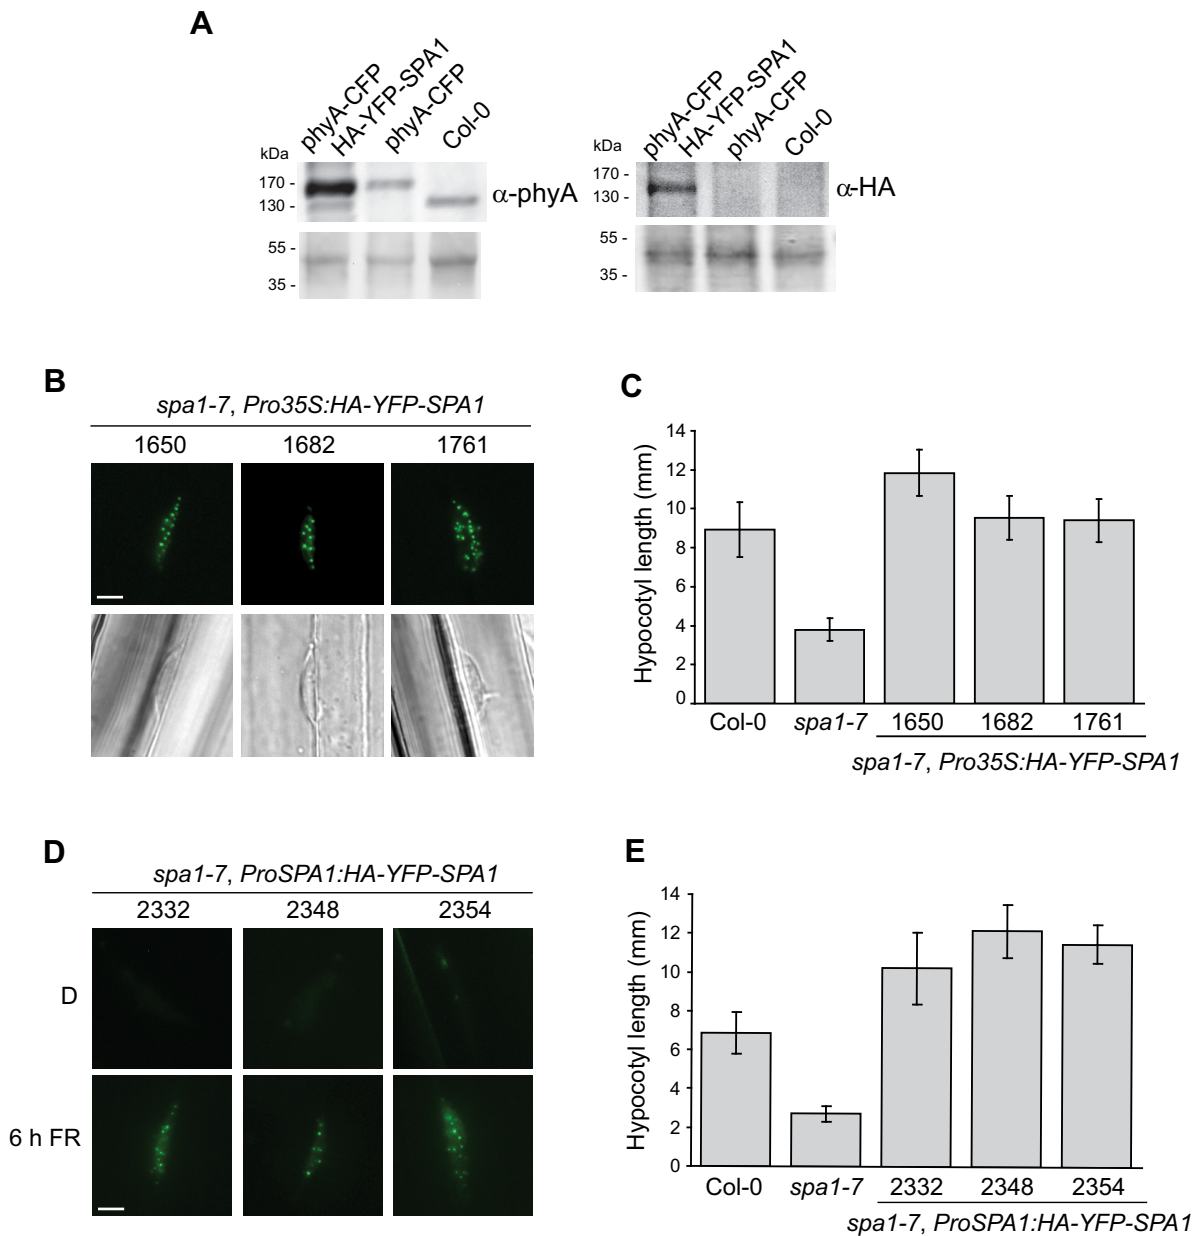 A
phyA-CFP
HA-YFP-SPA1
phyA-CFP
Col-0
kDa
170 -
130 -
α-phyA
55 -
35 -
phyA-CFP
HA-YFP-SPA1
phyA-CFP
Col-0
kDa
170 -
130 -
α-HA
55 -
35 -
B
spa1-7, Pro35S:HA-YFP-SPA1
1650 1682 1761
C
Hypocotyl length (mm)
14
12
10
8
6
4
2
0
Col-0 spa1-7 1650 1682 1761
spa1-7, Pro35S:HA-YFP-SPA1
D
spa1-7, ProSPA1:HA-YFP-SPA1
2332 2348 2354
D
6 h FR
E
Hypocotyl length (mm)
14
12
10
8
6
4
2
0
Col-0 spa1-7 2332 2348 2354
spa1-7, ProSPA1:HA-YFP-SPA1